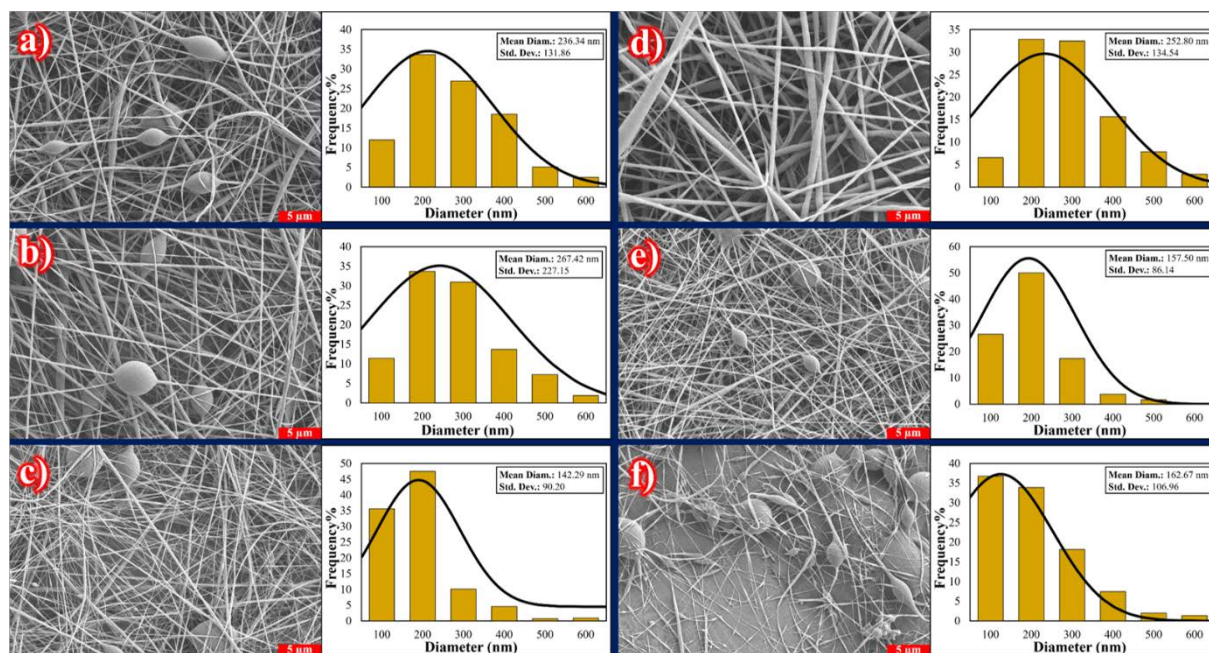 a)
5 µm
Frequency%
40
35
30
25
20
15
10
5
0
Mean Diam.: 236.34 nm
Std. Dev.: 131.86
100 200 300 400 500 600
Diameter (nm)
d)
5 µm
Frequency%
35
30
25
20
15
10
5
0
Mean Diam.: 252.80 nm
Std. Dev.: 134.54
100 200 300 400 500 600
Diameter (nm)
b)
5 µm
Frequency%
40
35
30
25
20
15
10
5
0
Mean Diam.: 267.42 nm
Std. Dev.: 227.15
100 200 300 400 500 600
Diameter (nm)
e)
5 µm
Frequency%
60
50
40
30
20
10
0
Mean Diam.: 157.50 nm
Std. Dev.: 86.14
100 200 300 400 500 600
Diameter (nm)
c)
5 µm
Frequency%
50
45
40
35
30
25
20
15
10
5
0
Mean Diam.: 142.29 nm
Std. Dev.: 90.20
100 200 300 400 500 600
Diameter (nm)
f)
5 µm
Frequency%
40
35
30
25
20
15
10
5
0
Mean Diam.: 162.67 nm
Std. Dev.: 106.96
100 200 300 400 500 600
Diameter (nm)